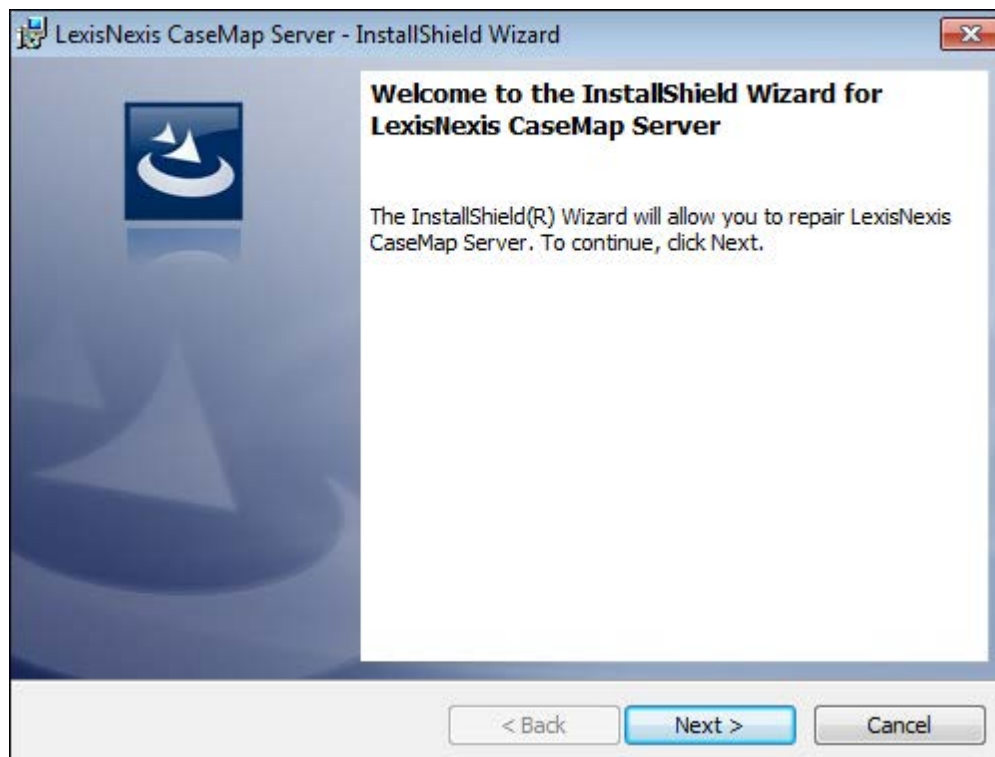 LexisNexis CaseMap Server - InstallShield Wizard
Welcome to the InstallShield Wizard for
LexisNexis CaseMap Server
The InstallShield(R) Wizard will allow you to repair LexisNexis
CaseMap Server. To continue, click Next.
< Back
Next >
Cancel